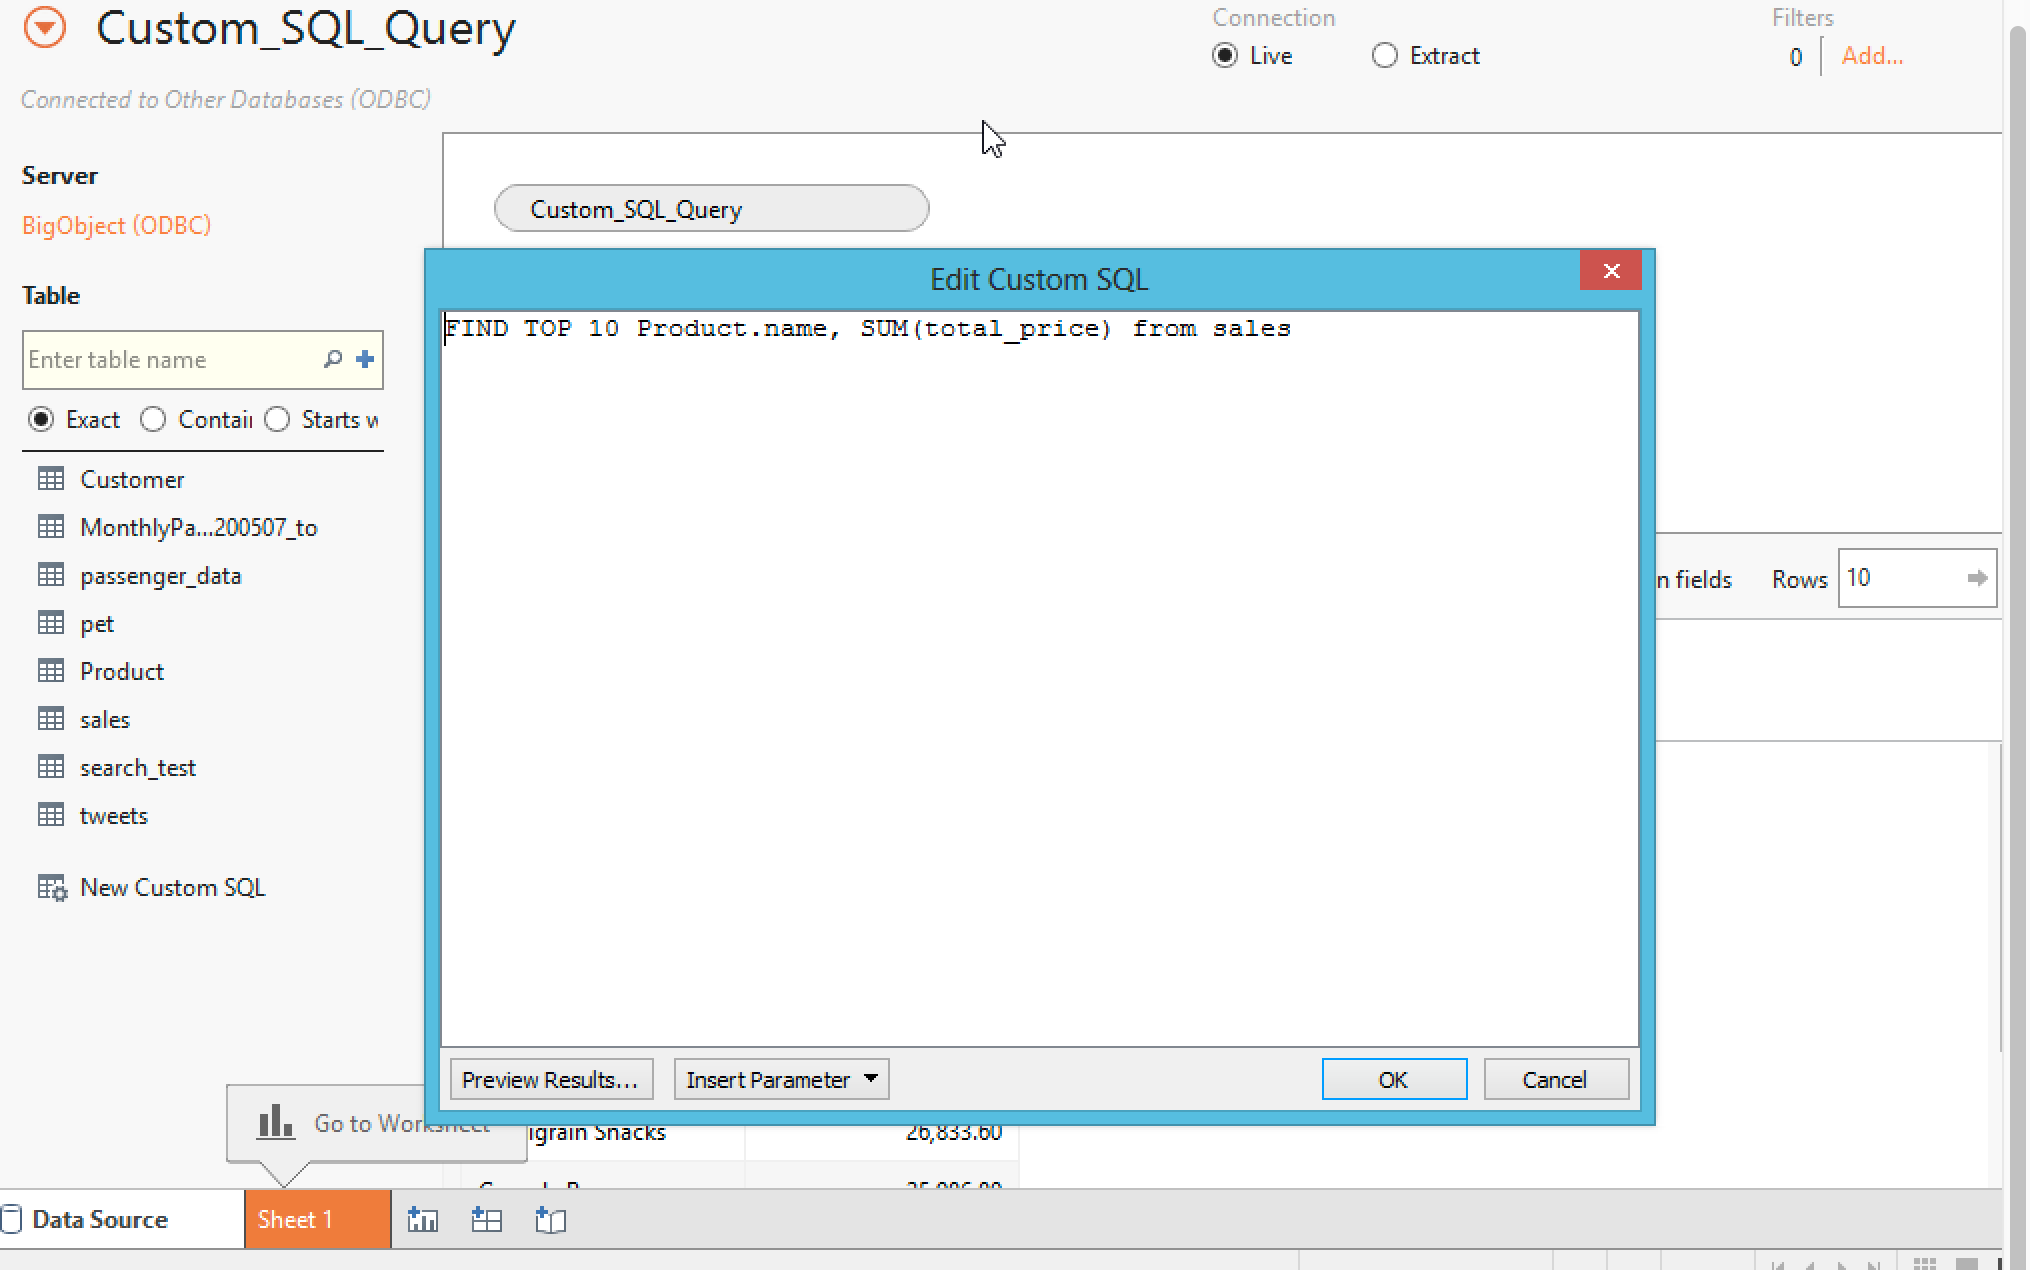 Custom_SQL_Query
Connection
Live
Extract
Filters
0
Add...
Connected to Other Databases (ODBC)
Server
BigObject (ODBC)
Table
Enter table name
Exact
Contai
Starts w
Customer
MonthlyPa...200507_to
passenger_data
pet
Product
sales
search_test
tweets
New Custom SQL
Custom_SQL_Query
Edit Custom SQL
FIND TOP 10 Product.name, SUM(total_price) from sales
Preview Results...
Insert Parameter
OK
Cancel
n fields
Rows
10
Go to Worksheet
igrain Snacks
26,833.60
Data Source
Sheet 1